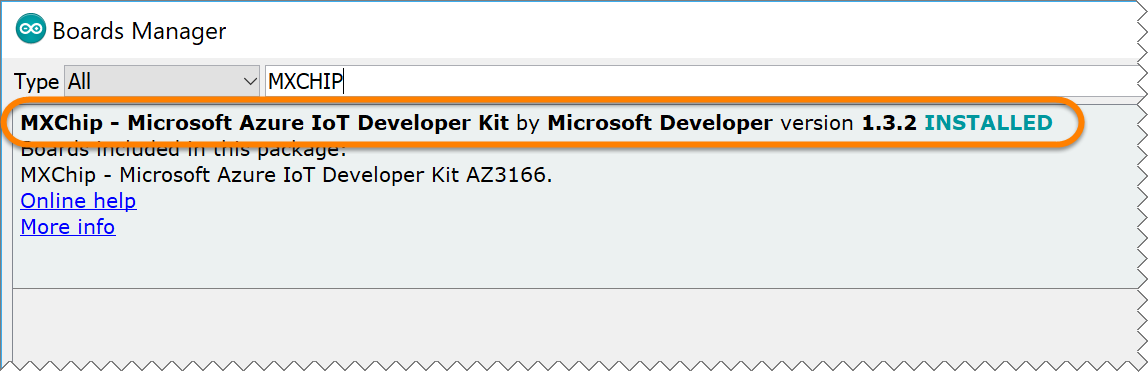 Boards Manager
Type All MXCHIP
MXChip - Microsoft Azure IoT Developer Kit by Microsoft Developer version 1.3.2 INSTALLED
Boards included in this package:
MXChip - Microsoft Azure IoT Developer Kit AZ3166.
Online help
More info